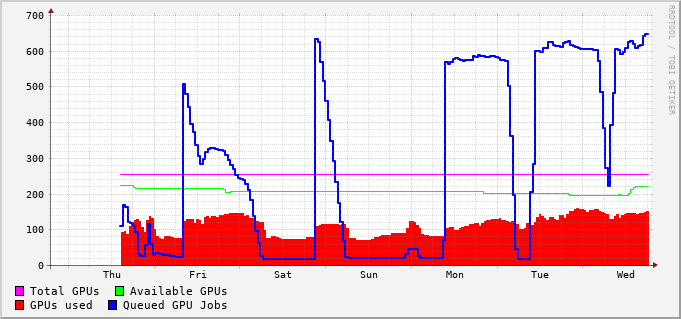 700
600
500
400
300
200
100
0
Thu Fri Sat Sun Mon Tue Wed
Total GPUs Available GPUs
GPUs used Queued GPU Jobs
RRDTOOL / TOBI OETIKER